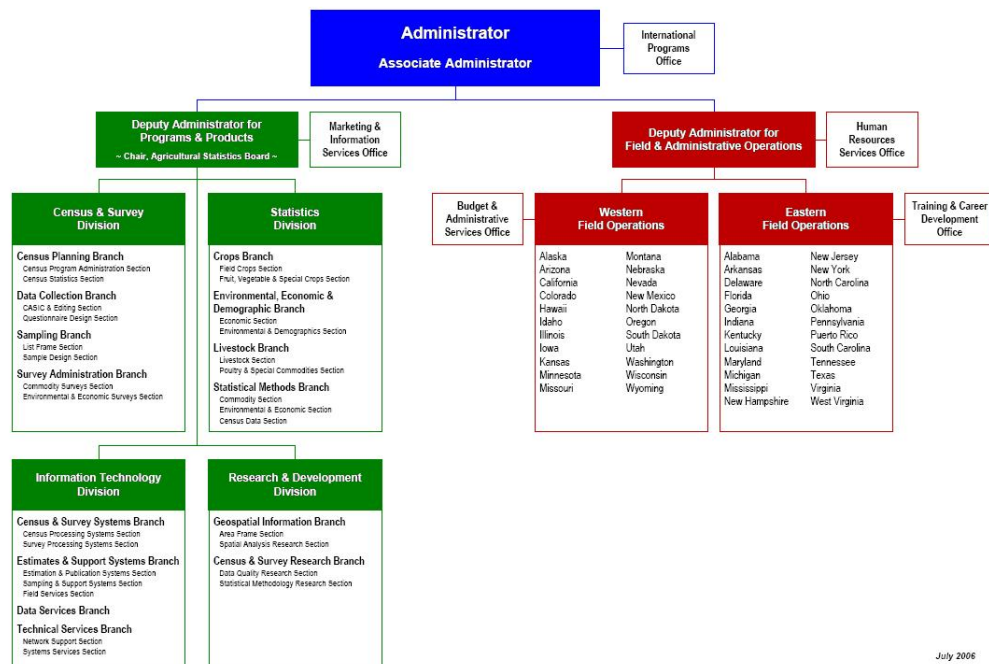 Administrator
Associate Administrator
International
Programs
Office
Deputy Administrator for
Programs & Products
~ Chair, Agricultural Statistics Board ~
Marketing &
Information
Services Office
Deputy Administrator for
Field & Administrative Operations
Human
Resources
Services Office
Census & Survey
Division
Census Planning Branch
Census Program Administration Section
Census Statistics Section
Data Collection Branch
CASIC & Editing Section
Questionnaire Design Section
Sampling Branch
List Frame Section
Sample Design Section
Survey Administration Branch
Commodity Surveys Section
Environmental & Economic Surveys Section
Statistics
Division
Crops Branch
Field Crops Section
Fruit, Vegetable & Special Crops Section
Environmental, Economic &
Demographic Branch
Economic Section
Environmental & Demographics Section
Livestock Branch
Livestock Section
Poultry & Special Commodities Section
Statistical Methods Branch
Commodity Section
Environmental & Economic Section
Census Data Section
Budget &
Administrative
Services Office
Western
Field Operations
Alaska
Arizona
California
Colorado
Hawaii
Idaho
Illinois
Iowa
Kansas
Minnesota
Missouri
Montana
Nebraska
Nevada
New Mexico
North Dakota
Oregon
South Dakota
Utah
Washington
Wisconsin
Wyoming
Eastern
Field Operations
Alabama
Arkansas
Delaware
Florida
Georgia
Indiana
Kentucky
Louisiana
Maryland
Michigan
Mississippi
New Hampshire
New Jersey
New York
North Carolina
Ohio
Oklahoma
Pennsylvania
Puerto Rico
South Carolina
Tennessee
Texas
Virginia
West Virginia
Training & Career
Development
Office
Information Technology
Division
Census & Survey Systems Branch
Census Processing Systems Section
Survey Processing Systems Section
Estimates & Support Systems Branch
Estimation & Publication Systems Section
Sampling & Support Systems Section
Field Services Section
Data Services Branch
Technical Services Branch
Network Support Section
Systems Services Section
Research & Development
Division
Geospatial Information Branch
Area Frame Section
Spatial Analysis Research Section
Census & Survey Research Branch
Data Quality Research Section
Statistical Methodology Research Section
July 2006